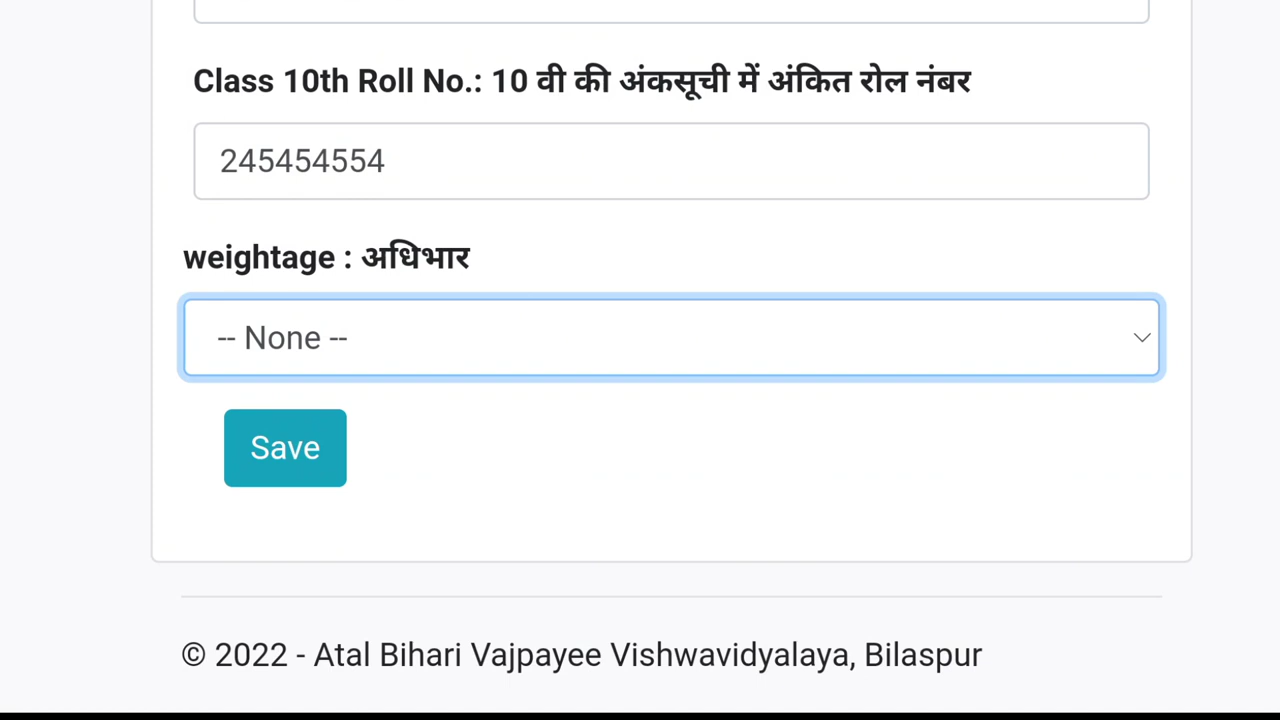 Class 10th Roll No.: 10 वी की अंकसूची में अंकित रोल नंबर
245454554
weightage : अधिभार
-- None --
Save
© 2022 - Atal Bihari Vajpayee Vishwavidyalaya, Bilaspur